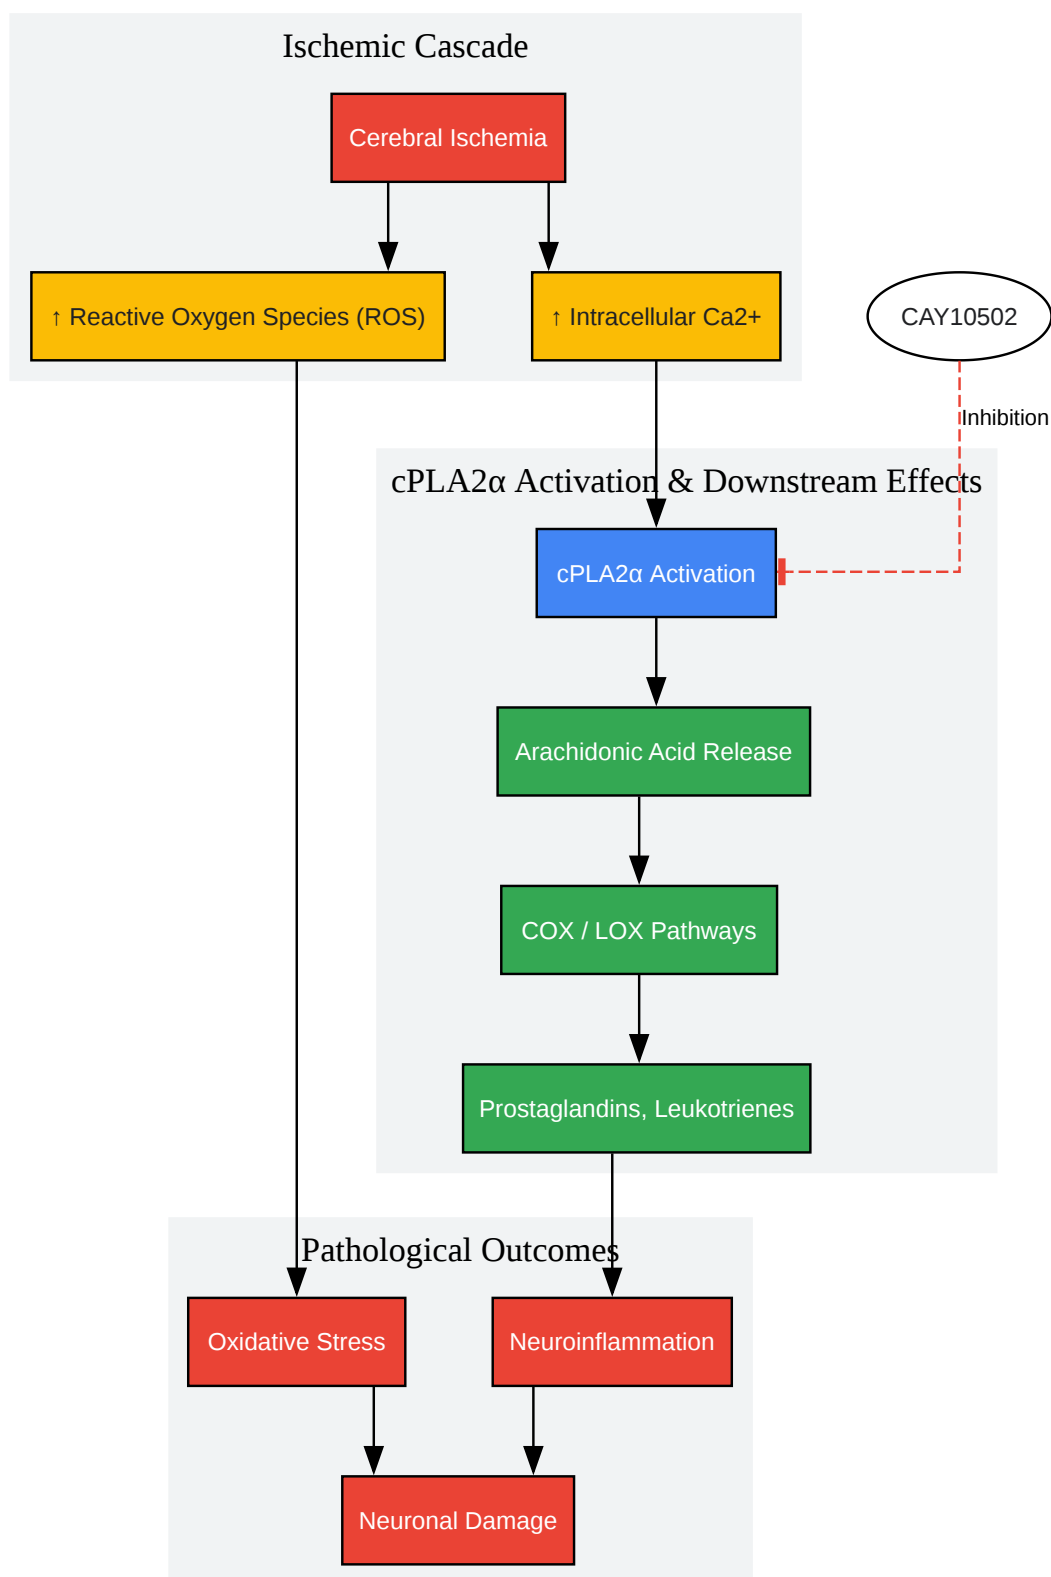 Ischemic Cascade
Cerebral Ischemia
↑ Reactive Oxygen Species (ROS)
↑ Intracellular Ca2+
CAY10502
Inhibition
cPLA2α Activation & Downstream Effects
cPLA2α Activation
Arachidonic Acid Release
COX / LOX Pathways
Prostaglandins, Leukotrienes
Pathological Outcomes
Oxidative Stress
Neuroinflammation
Neuronal Damage